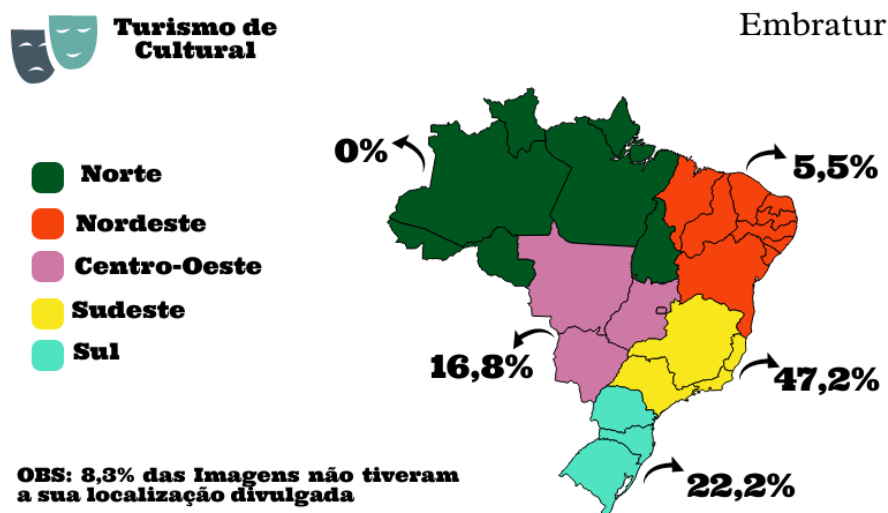 Turismo de
Cultural
Embratur
Norte
Nordeste
Centro-Oeste
Sudeste
Sul
0%
5,5%
16,8%
47,2%
22,2%
OBS: 8,3% das Imagens não tiveram
a sua localização divulgada